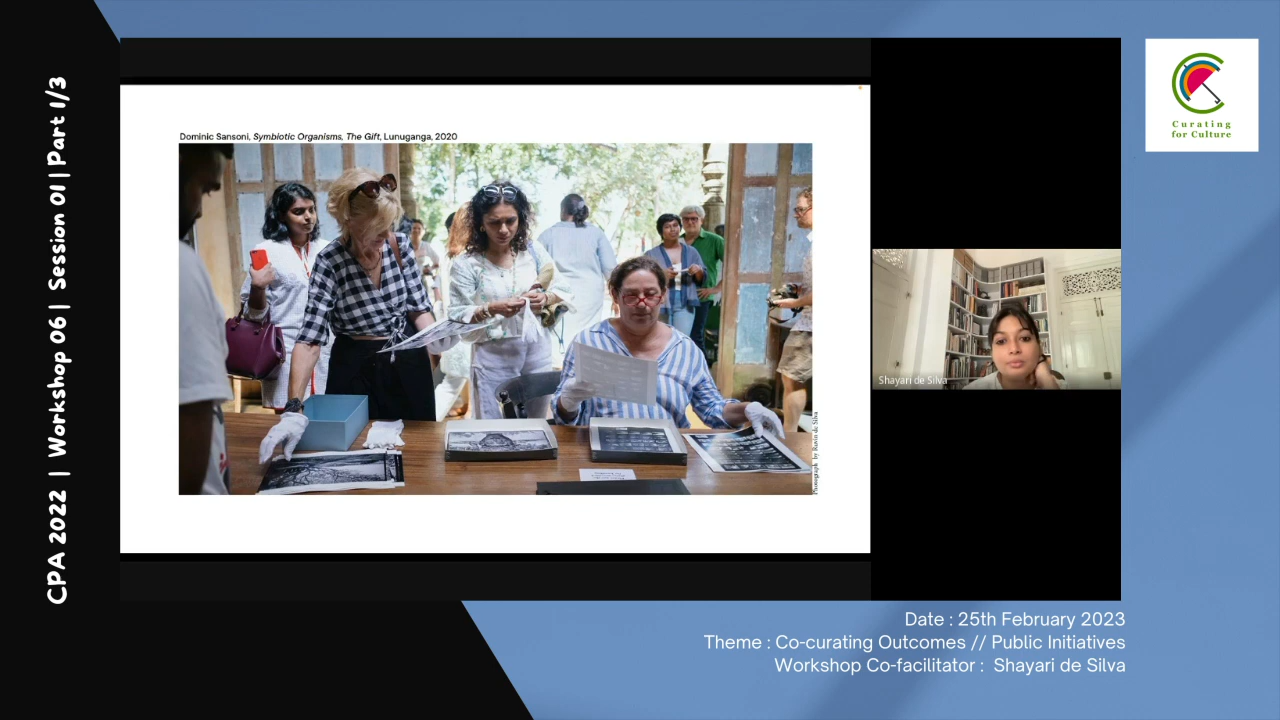 CPA 2022 | Workshop 06 | Session 01 | Part 1/3
Dominic Sansoni, Symbiotic Organisms, The Gift, Lunuganga, 2020
Photograph by Ruvin de Silva
Shayari de Silva
Curating
for Culture
Date : 25th February 2023
Theme : Co-curating Outcomes // Public Initiatives
Workshop Co-facilitator : Shayari de Silva